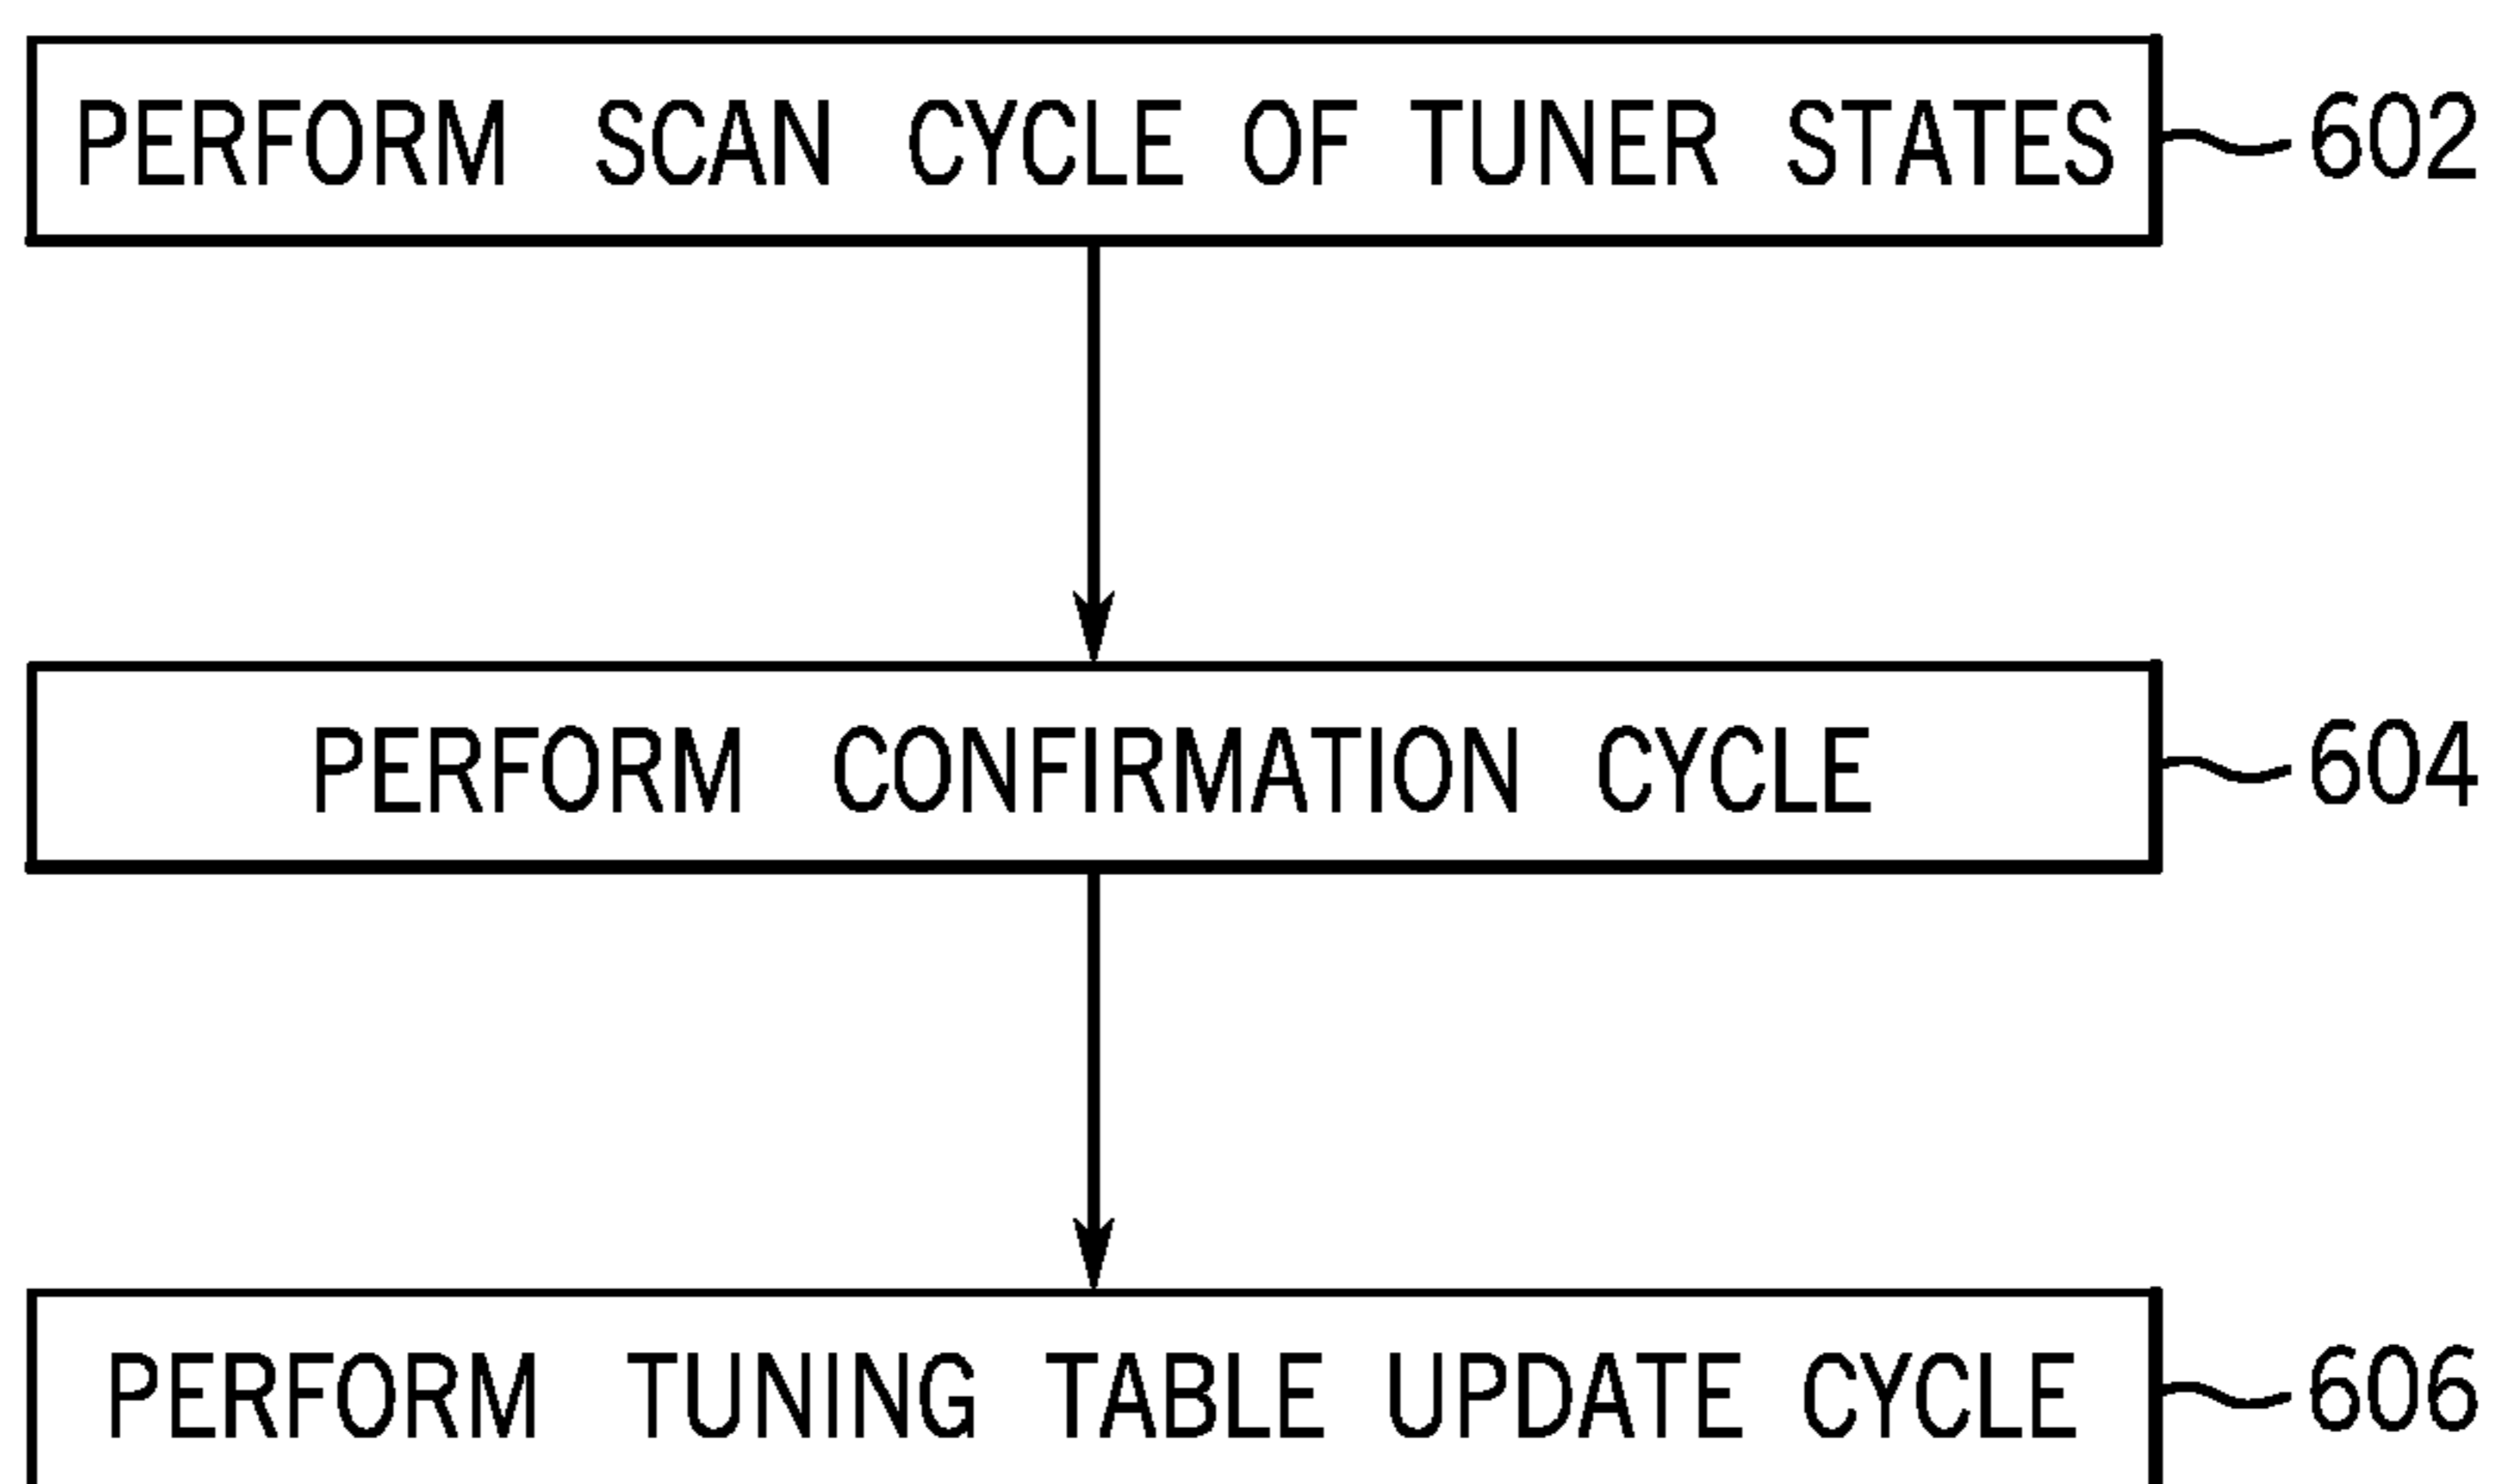 PERFORM SCAN CYCLE OF TUNER STATES 602
PERFORM CONFIRMATION CYCLE 604
PERFORM TUNING TABLE UPDATE CYCLE 606